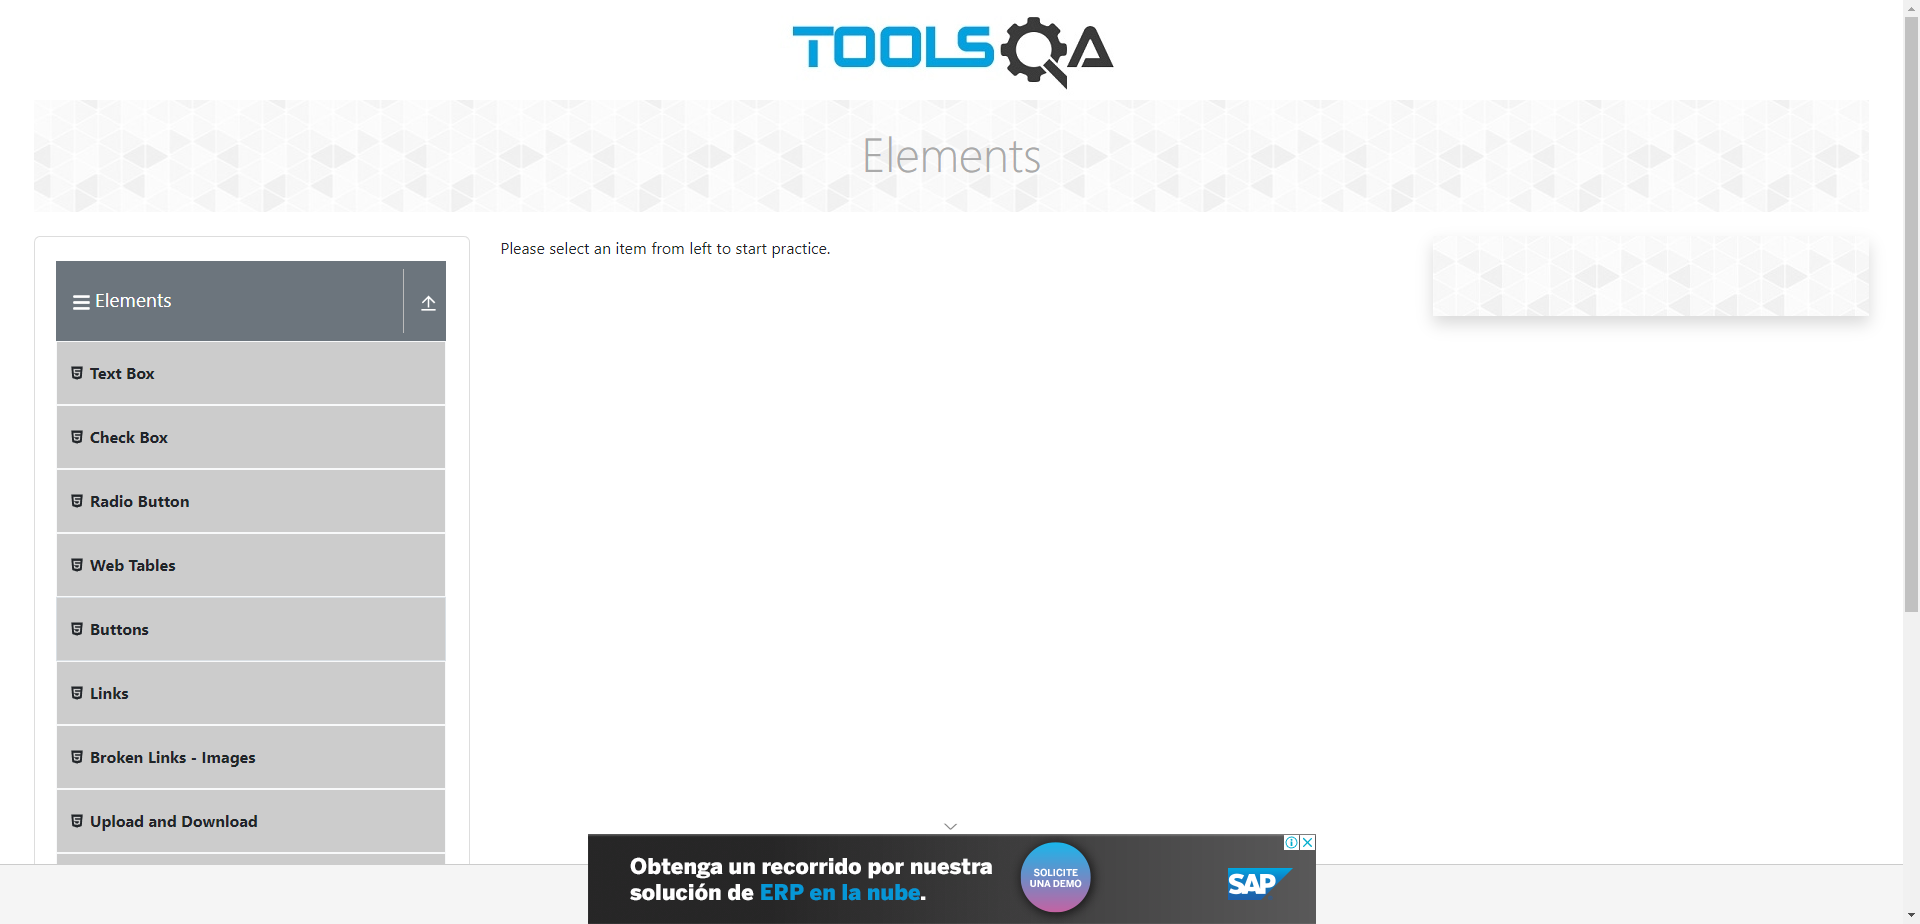 TOOLSQA
Elements
Please select an item from left to start practice.
Elements
Text Box
Check Box
Radio Button
Web Tables
Buttons
Links
Broken Links - Images
Upload and Download
Obtenga un recorrido por nuestra
solución de ERP en la nube.
SOLICITE
UNA DEMO
SAP